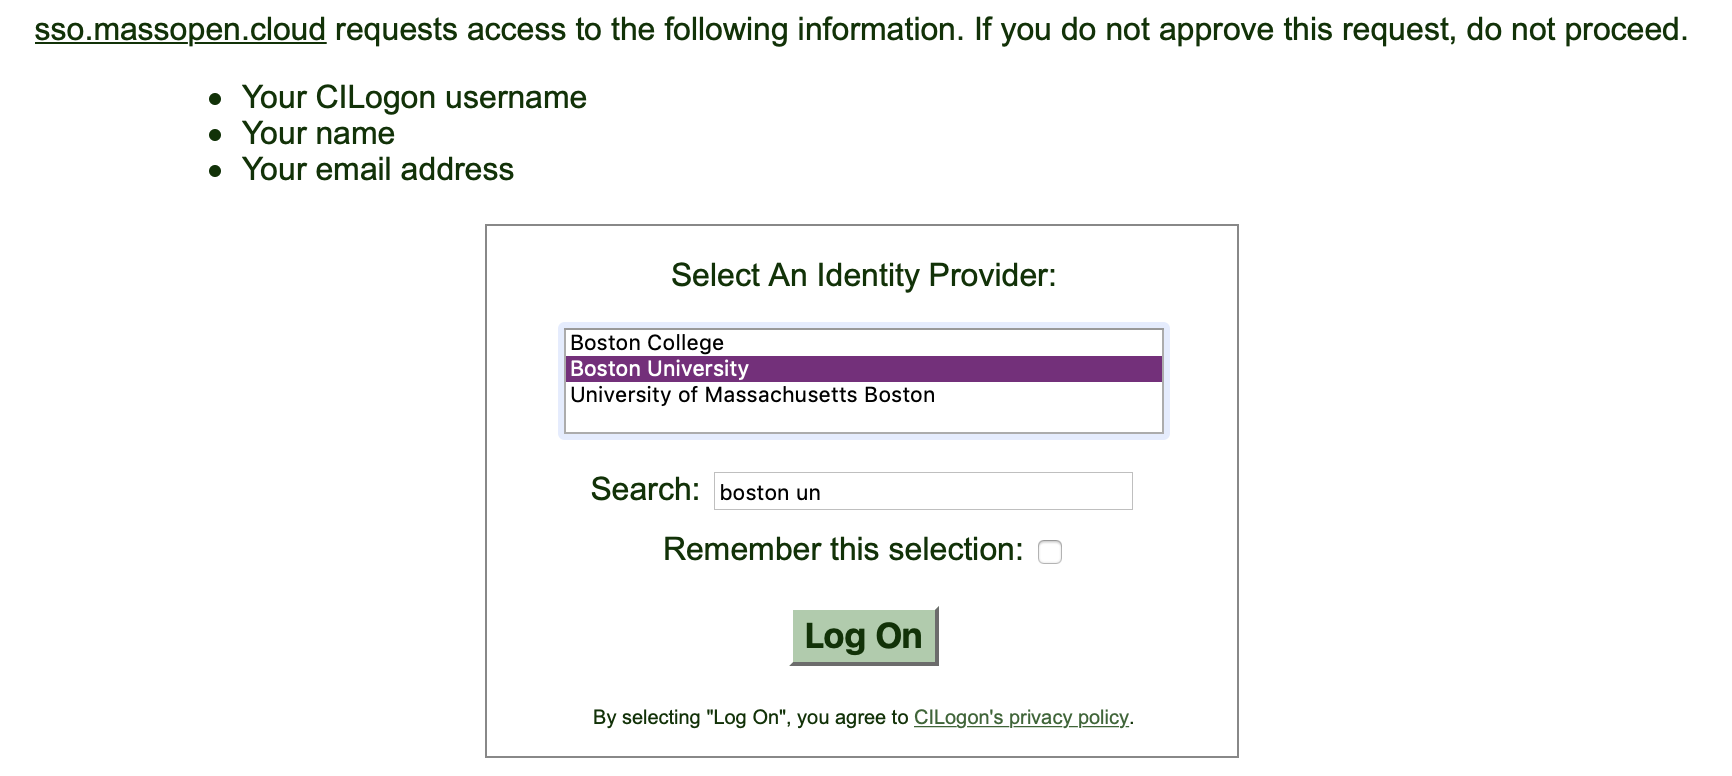 sso.massopen.cloud requests access to the following information. If you do not approve this request, do not proceed.
• Your CILogon username
• Your name
• Your email address
Select An Identity Provider:
Boston College
Boston University
University of Massachusetts Boston
Search: boston un
Remember this selection:
Log On
By selecting "Log On", you agree to CILogon's privacy policy.